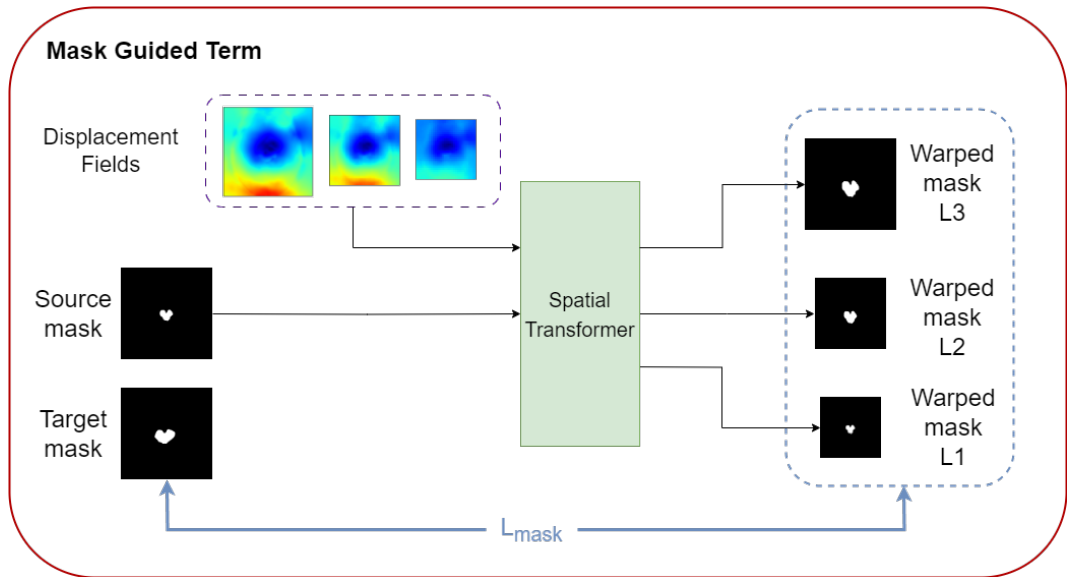 Mask Guided Term
Displacement
Fields
Source
mask
Target
mask
Spatial
Transformer
Warped
mask
L3
Warped
mask
L2
Warped
mask
L1
Lmask